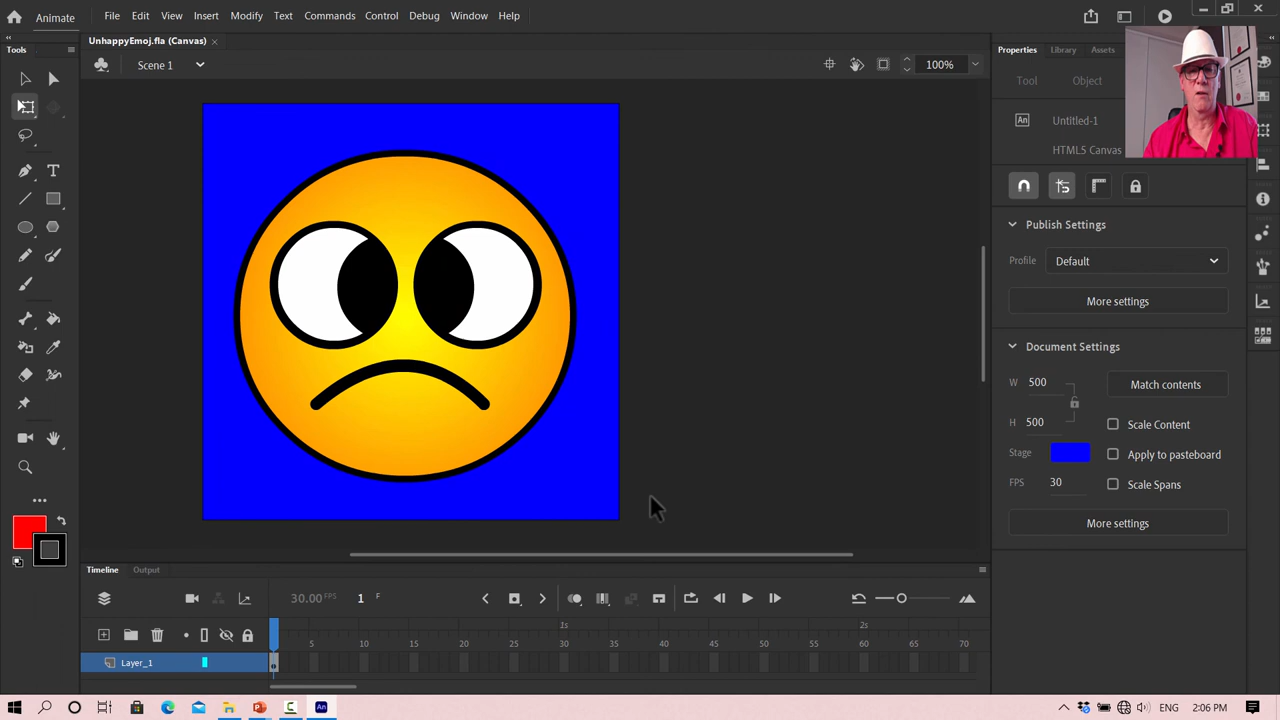 Animate File Edit View Insert Modify Text Commands Control Debug Window Help
UnhappyEmoj.fla (Canvas)
Tools
Scene 1 100%
Properties Library Assets
Tool Object
An Untitled-1
HTML5 Canvas
Publish Settings
Profile Default
More settings
Document Settings
W 500 Match contents
H 500 Scale Content
Stage Apply to pasteboard
FPS 30 Scale Spans
More settings
Timeline Output
30.00 FPS 1 F
1s 2s
5 10 15 20 25 30 35 40 45 50 55 60 65 70
Layer_1
An ENG 2:06 PM